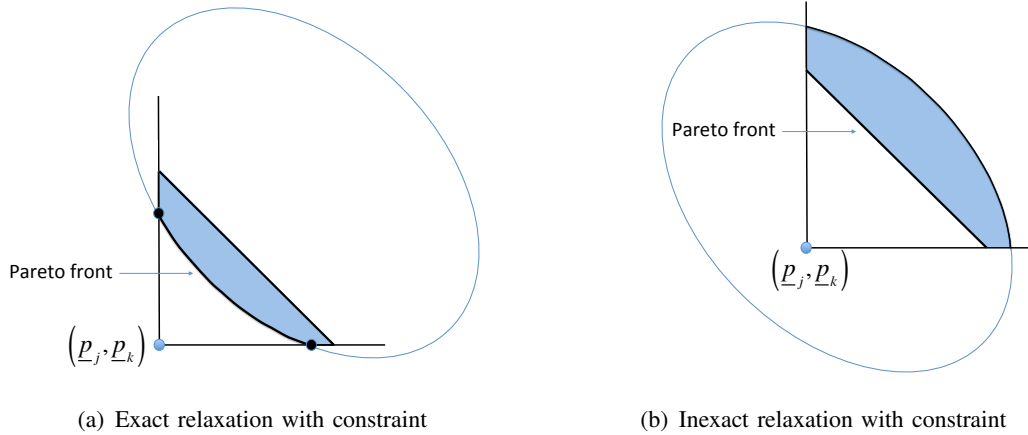 Pareto front
(p_j, p_k)
(a) Exact relaxation with constraint
Pareto front
(p_j, p_k)
(b) Inexact relaxation with constraint